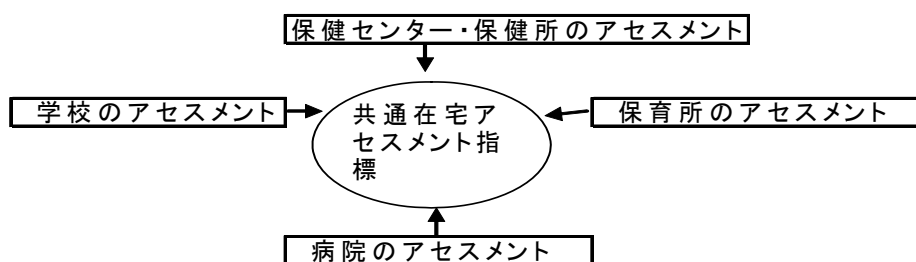 保健センター・保健所のアセスメント
学校のアセスメント
共通在宅ア
セスメント指
標
保育所のアセスメント
病院のアセスメント